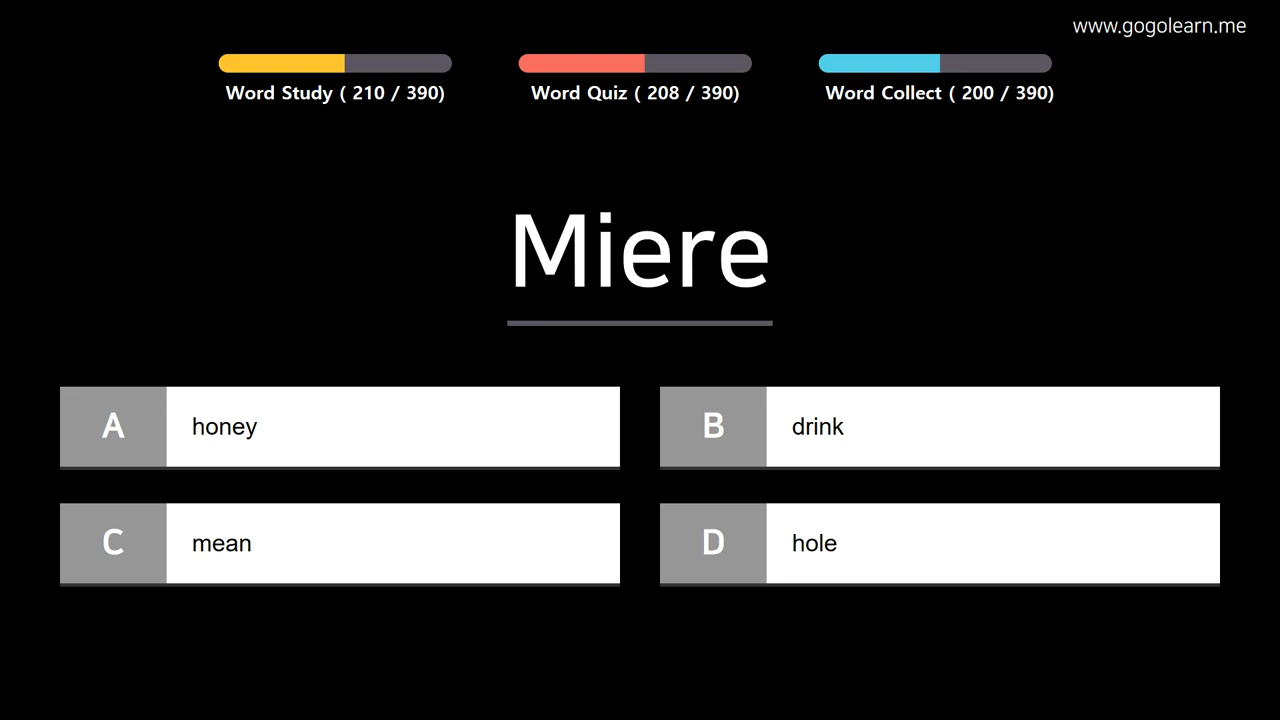 www.gogolearn.me
Word Study ( 210 / 390)
Word Quiz ( 208 / 390)
Word Collect ( 200 / 390)
Miere
A honey
B drink
C mean
D hole